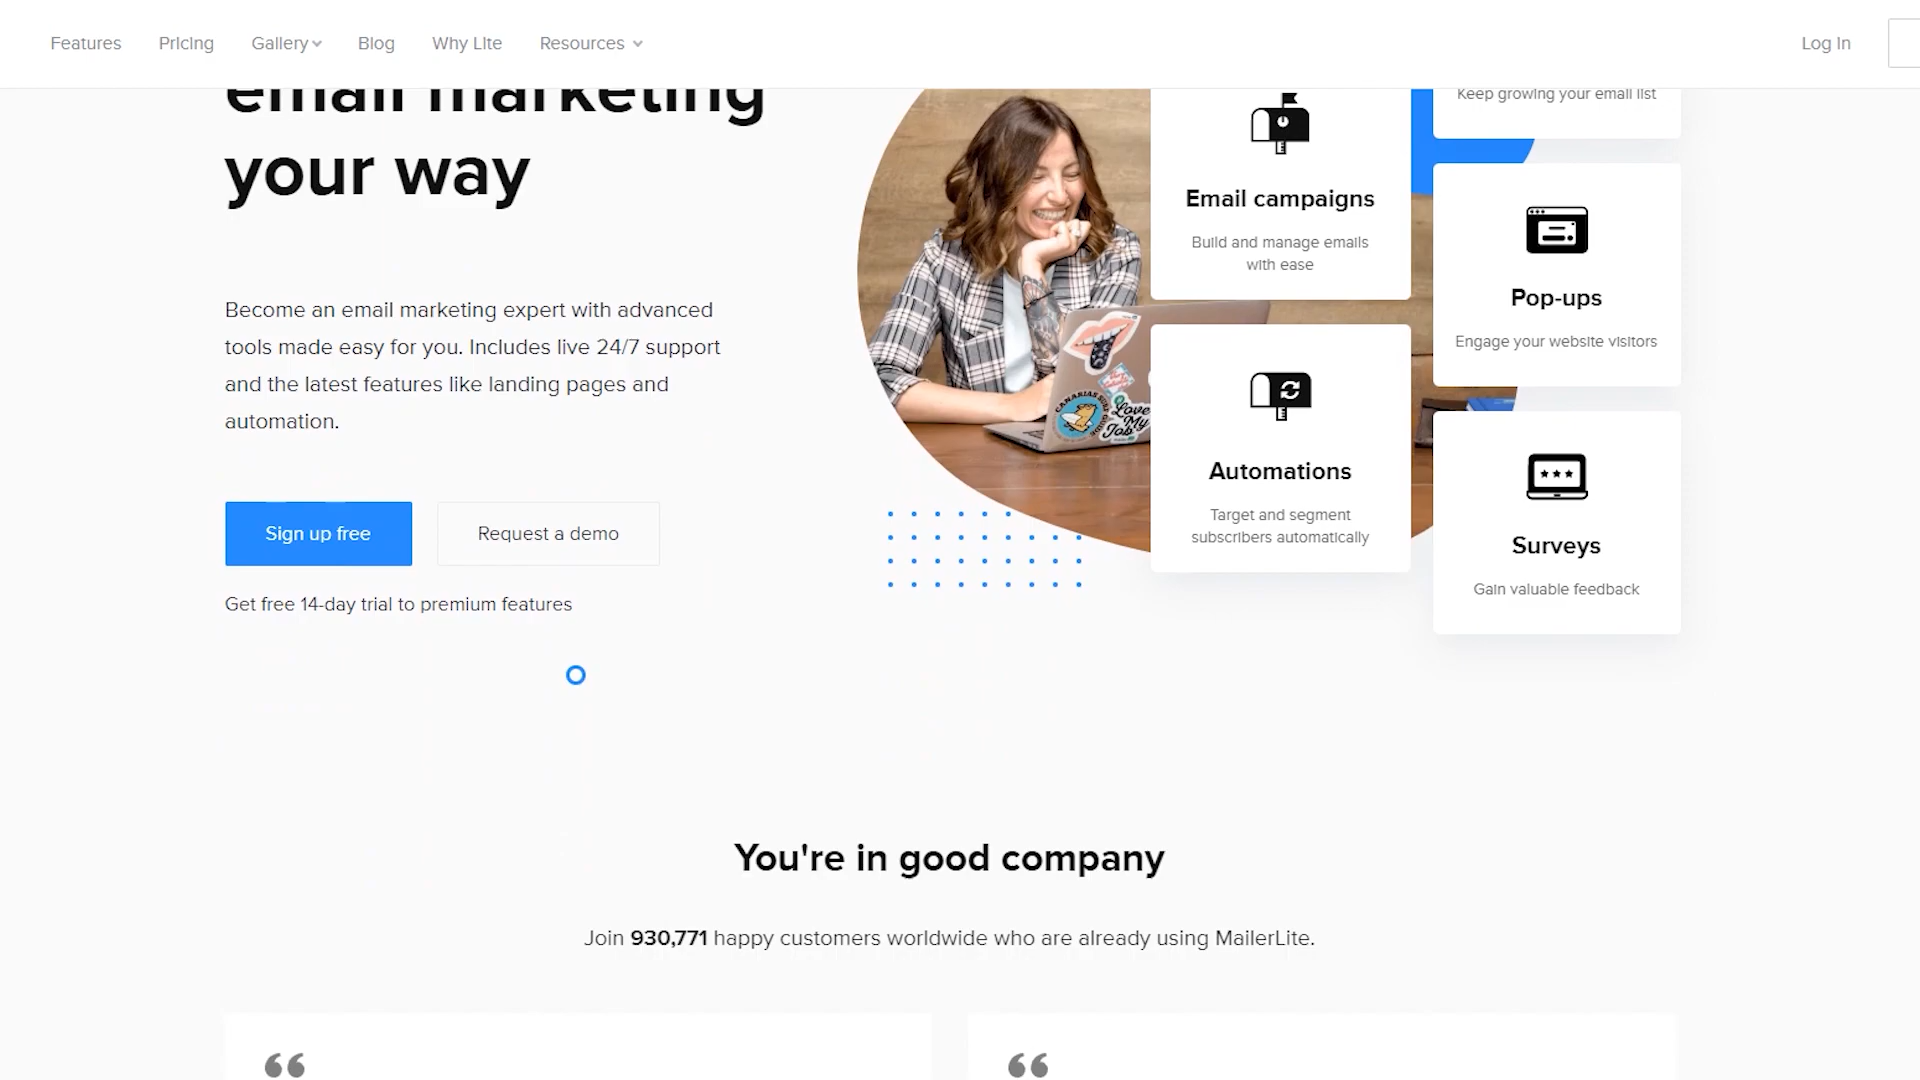 Features
Pricing
Gallery
Blog
Why Lite
Resources
Log In
email marketing
your way
Become an email marketing expert with advanced
tools made easy for you. Includes live 24/7 support
and the latest features like landing pages and
automation.
Sign up free
Request a demo
Get free 14-day trial to premium features
Keep growing your email list
Email campaigns
Build and manage emails
with ease
Pop-ups
Engage your website visitors
Automations
Target and segment
subscribers automatically
Surveys
Gain valuable feedback
CANARIAS SURF
Love
My
Job
You're in good company
Join 930,771 happy customers worldwide who are already using MailerLite.
“
“